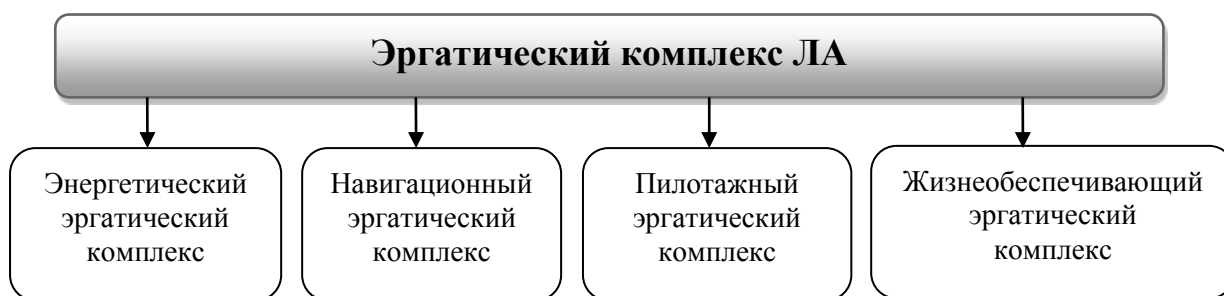 Эргатический комплекс ЛА
Энергетический
эргатический
комплекс
Навигационный
эргатический
комплекс
Пилотажный
эргатический
комплекс
Жизнеобеспечивающий
эргатический
комплекс